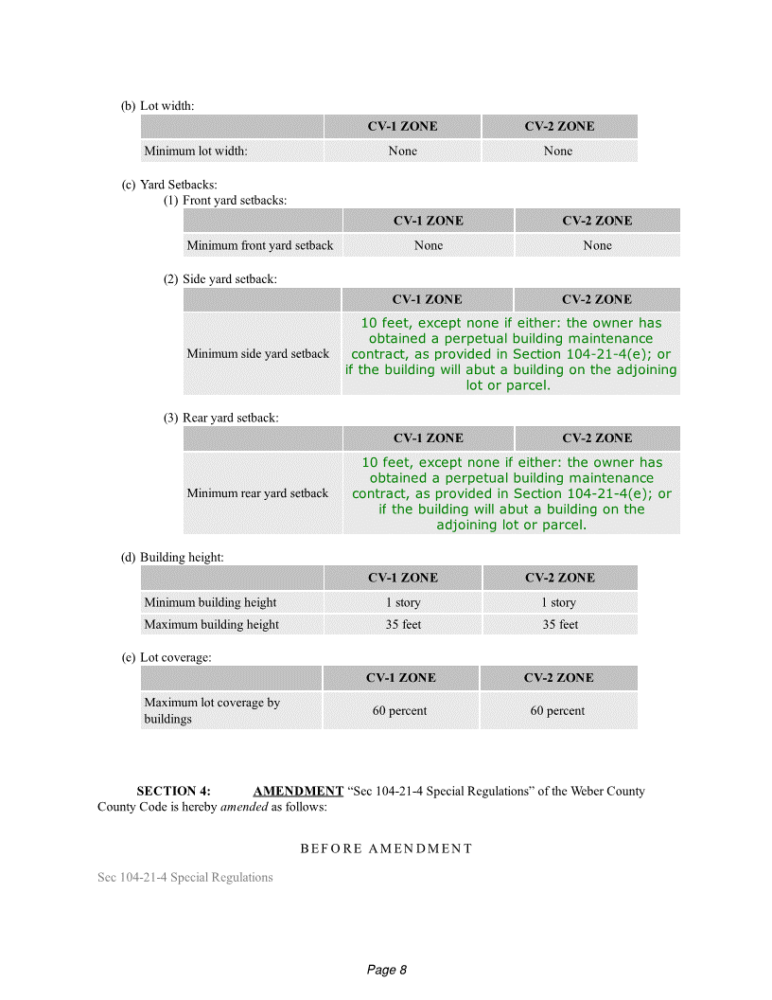 (b) Lot width:
CV-1 ZONE CV-2 ZONE
Minimum lot width: None None
(c) Yard Setbacks:
(1) Front yard setbacks:
CV-1 ZONE CV-2 ZONE
Minimum front yard setback None None
(2) Side yard setback:
CV-1 ZONE CV-2 ZONE
Minimum side yard setback
10 feet, except none if either: the owner has
obtained a perpetual building maintenance
contract, as provided in Section 104-21-4(e); or
if the building will abut a building on the adjoining
lot or parcel.
(3) Rear yard setback:
CV-1 ZONE CV-2 ZONE
Minimum rear yard setback
10 feet, except none if either: the owner has
obtained a perpetual building maintenance
contract, as provided in Section 104-21-4(e); or
if the building will abut a building on the
adjoining lot or parcel.
(d) Building height:
CV-1 ZONE CV-2 ZONE
Minimum building height 1 story 1 story
Maximum building height 35 feet 35 feet
(e) Lot coverage:
CV-1 ZONE CV-2 ZONE
Maximum lot coverage by
buildings
60 percent 60 percent
SECTION 4: AMENDMENT “Sec 104-21-4 Special Regulations” of the Weber County
County Code is hereby amended as follows:
BEFORE AMENDMENT
Sec 104-21-4 Special Regulations
Page 8